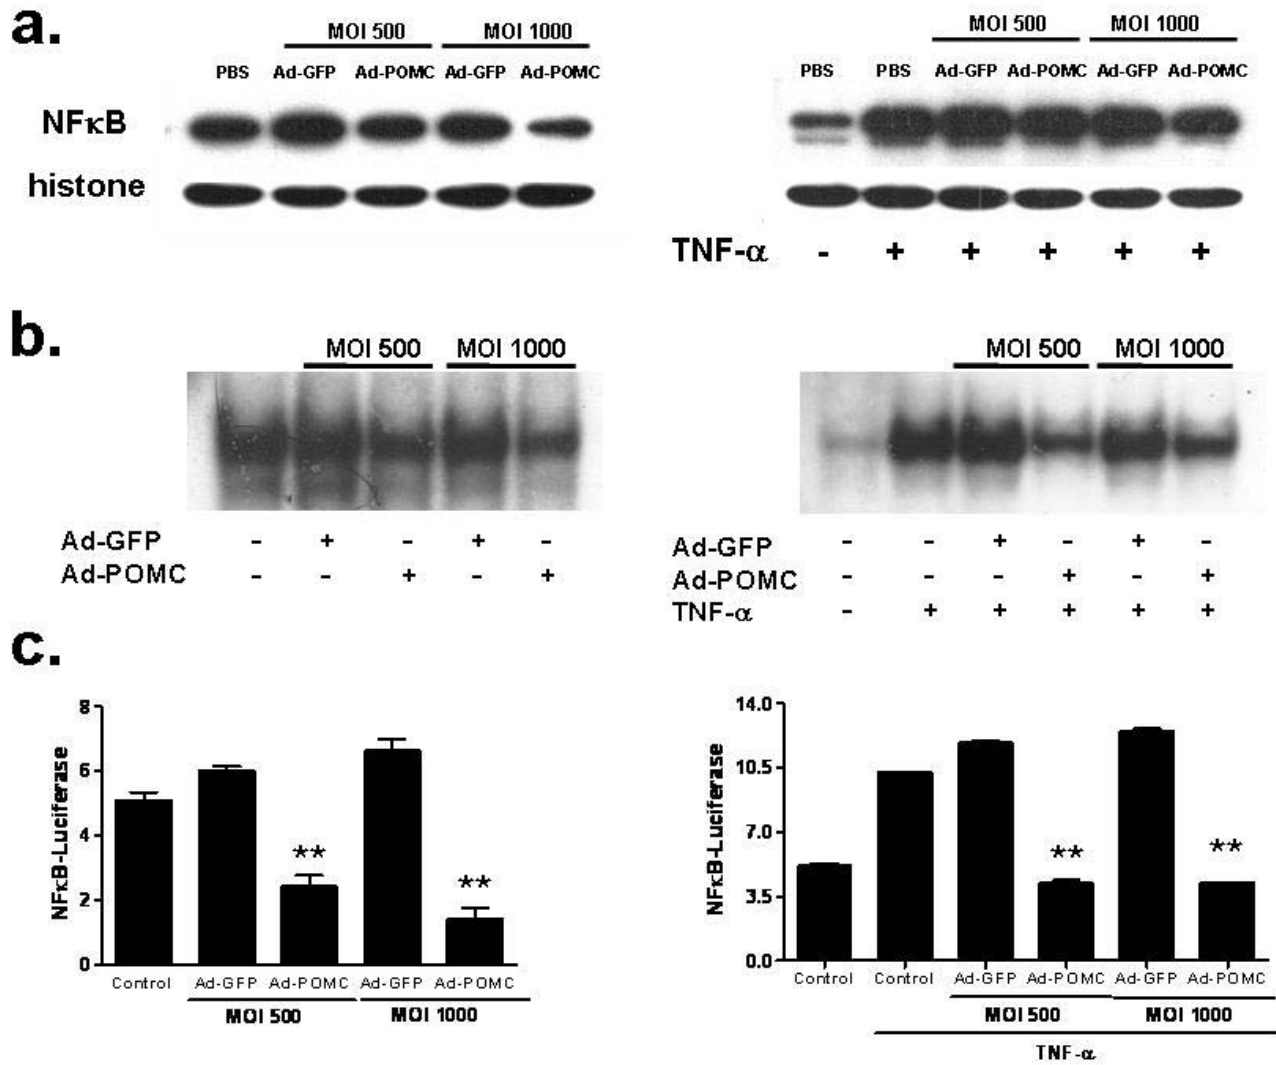 a.
MOI 500 MOI 1000
PBS Ad-GFP Ad-POMC Ad-GFP Ad-POMC
NFκB
histone
MOI 500 MOI 1000
PBS PBS Ad-GFP Ad-POMC Ad-GFP Ad-POMC
TNF-α - + + + + +
b.
MOI 500 MOI 1000
Ad-GFP - + - + -
Ad-POMC - - + - +
MOI 500 MOI 1000
Ad-GFP - - + - + -
Ad-POMC - - - + - +
TNF-α - + + + + +
c.
NFκB-Luciferase
8
6
4
2
0
** **
Control Ad-GFP Ad-POMC Ad-GFP Ad-POMC
MOI 500 MOI 1000
NFκB-Luciferase
14.0
10.5
7.0
3.5
0.0
** **
Control Control Ad-GFP Ad-POMC Ad-GFP Ad-POMC
MOI 500 MOI 1000
TNF-α